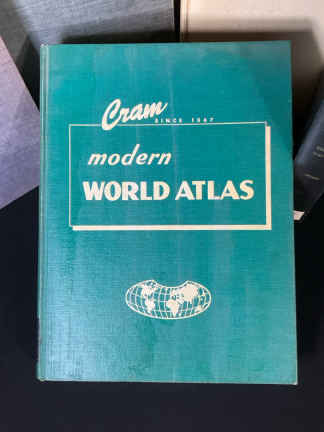 Cram
SINCE 1867
modern
WORLD ATLAS